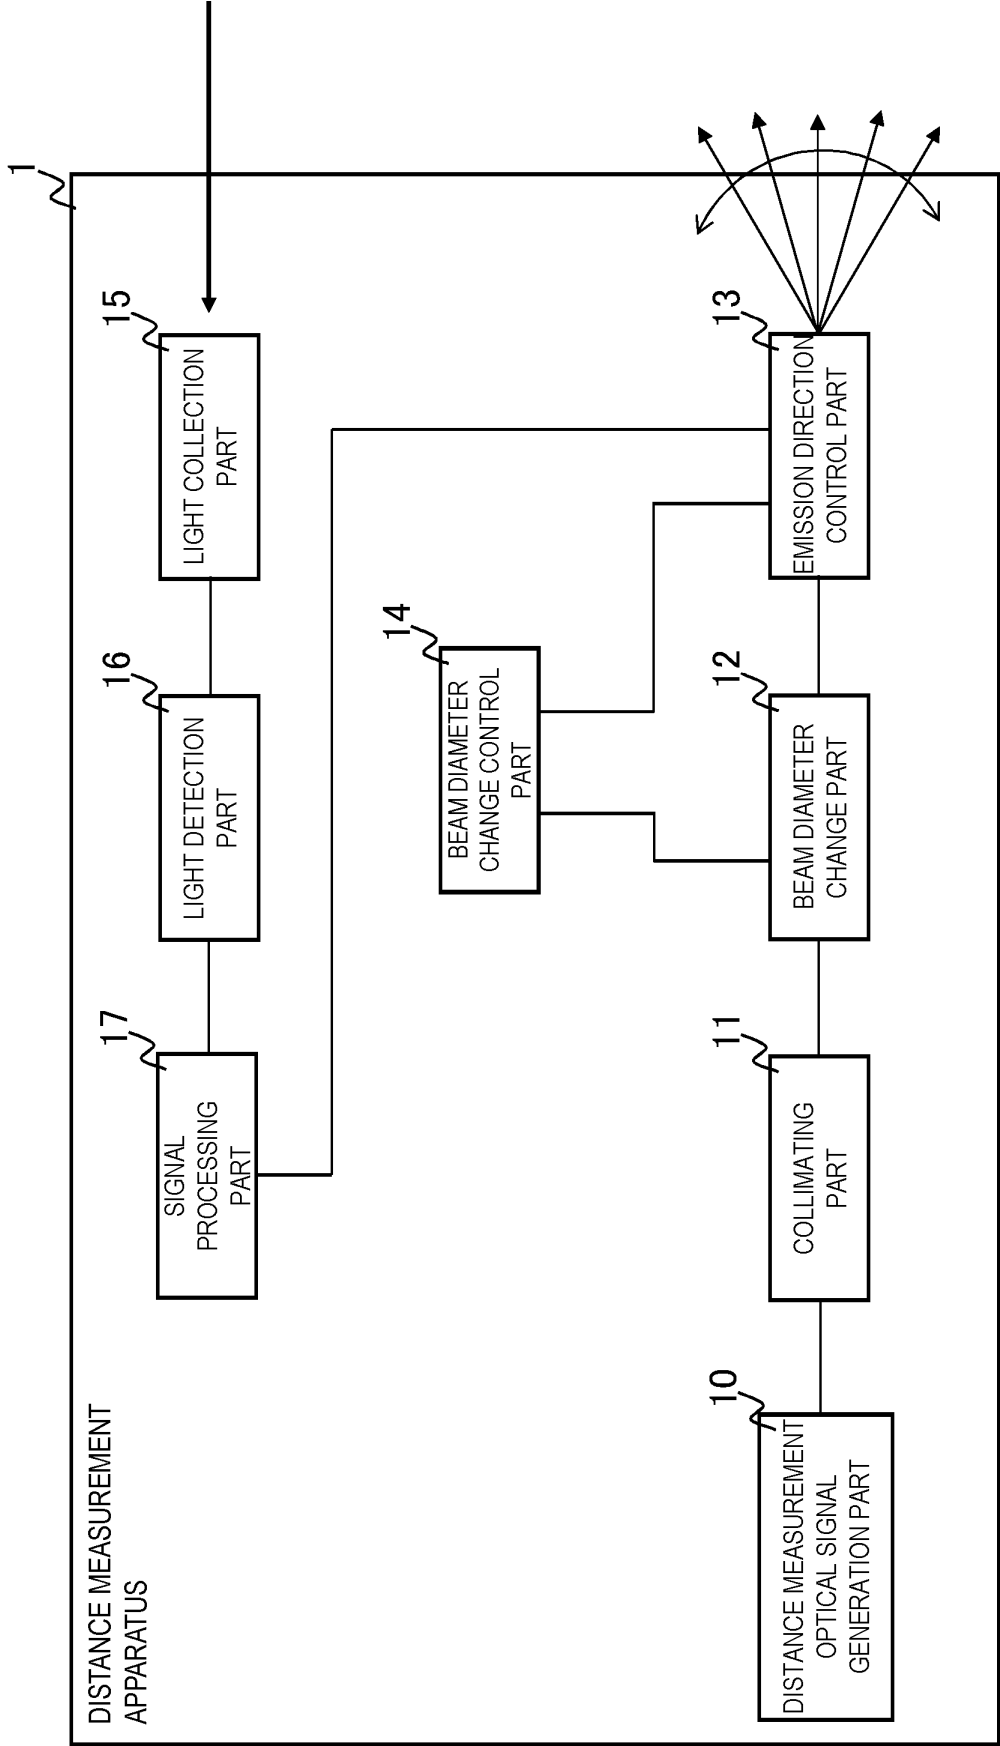 1
DISTANCE MEASUREMENT
APPARATUS
17
SIGNAL
PROCESSING
PART
16
LIGHT DETECTION
PART
15
LIGHT COLLECTION
PART
14
BEAM DIAMETER
CHANGE CONTROL
PART
10
DISTANCE MEASUREMENT
OPTICAL SIGNAL
GENERATION PART
11
COLLIMATING
PART
12
BEAM DIAMETER
CHANGE PART
13
EMISSION DIRECTION
CONTROL PART